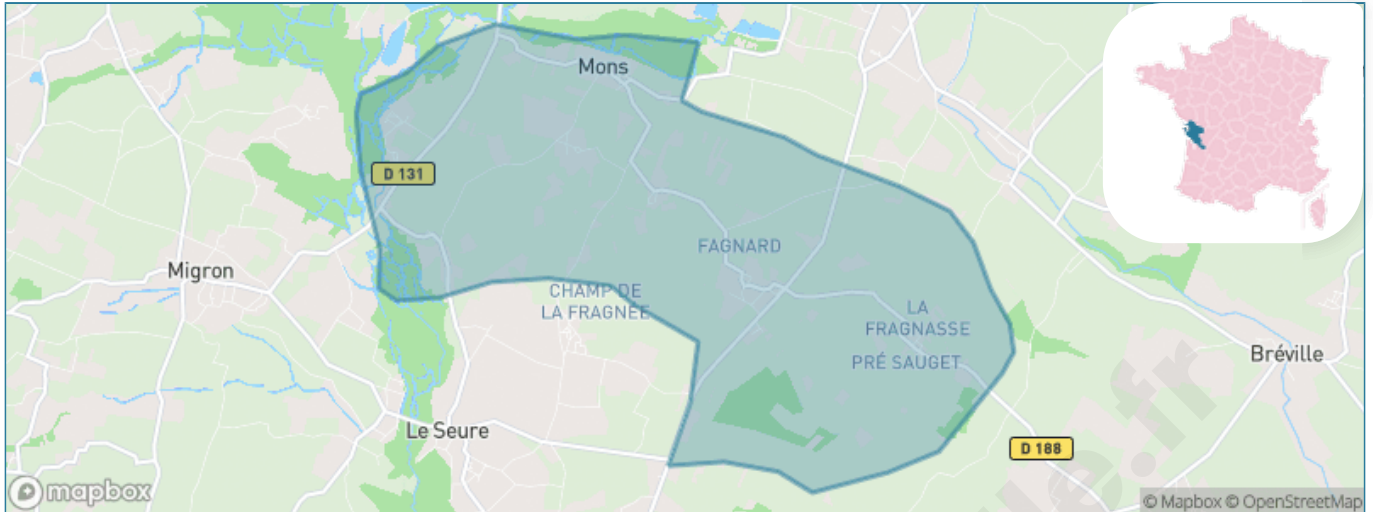 Mons
D 131
FAGNARD
Migron
CHAMP DE
LA FRAGNÉE
LA
FRAGNASSE
Bréville
PRÉ SAUGET
Le Seure
D 188
mapbox
© Mapbox © OpenStreetMap